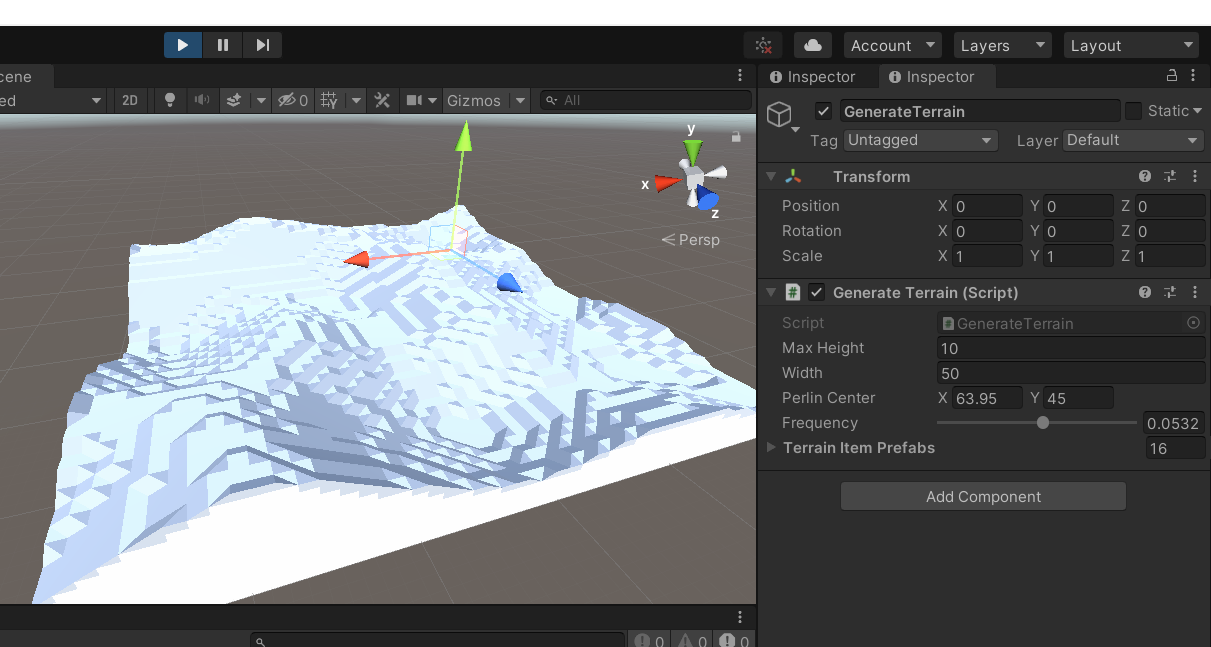 Account Layers Layout
cene
Inspector Inspector
ed 2D 0 Gizmos All
GenerateTerrain Static
Tag Untagged Layer Default
y
x
z
Persp
Transform
Position X 0 Y 0 Z 0
Rotation X 0 Y 0 Z 0
Scale X 1 Y 1 Z 1
# Generate Terrain (Script)
Script # GenerateTerrain
Max Height 10
Width 50
Perlin Center X 63.95 Y 45
Frequency 0.0532
Terrain Item Prefabs 16
Add Component
0 0 0